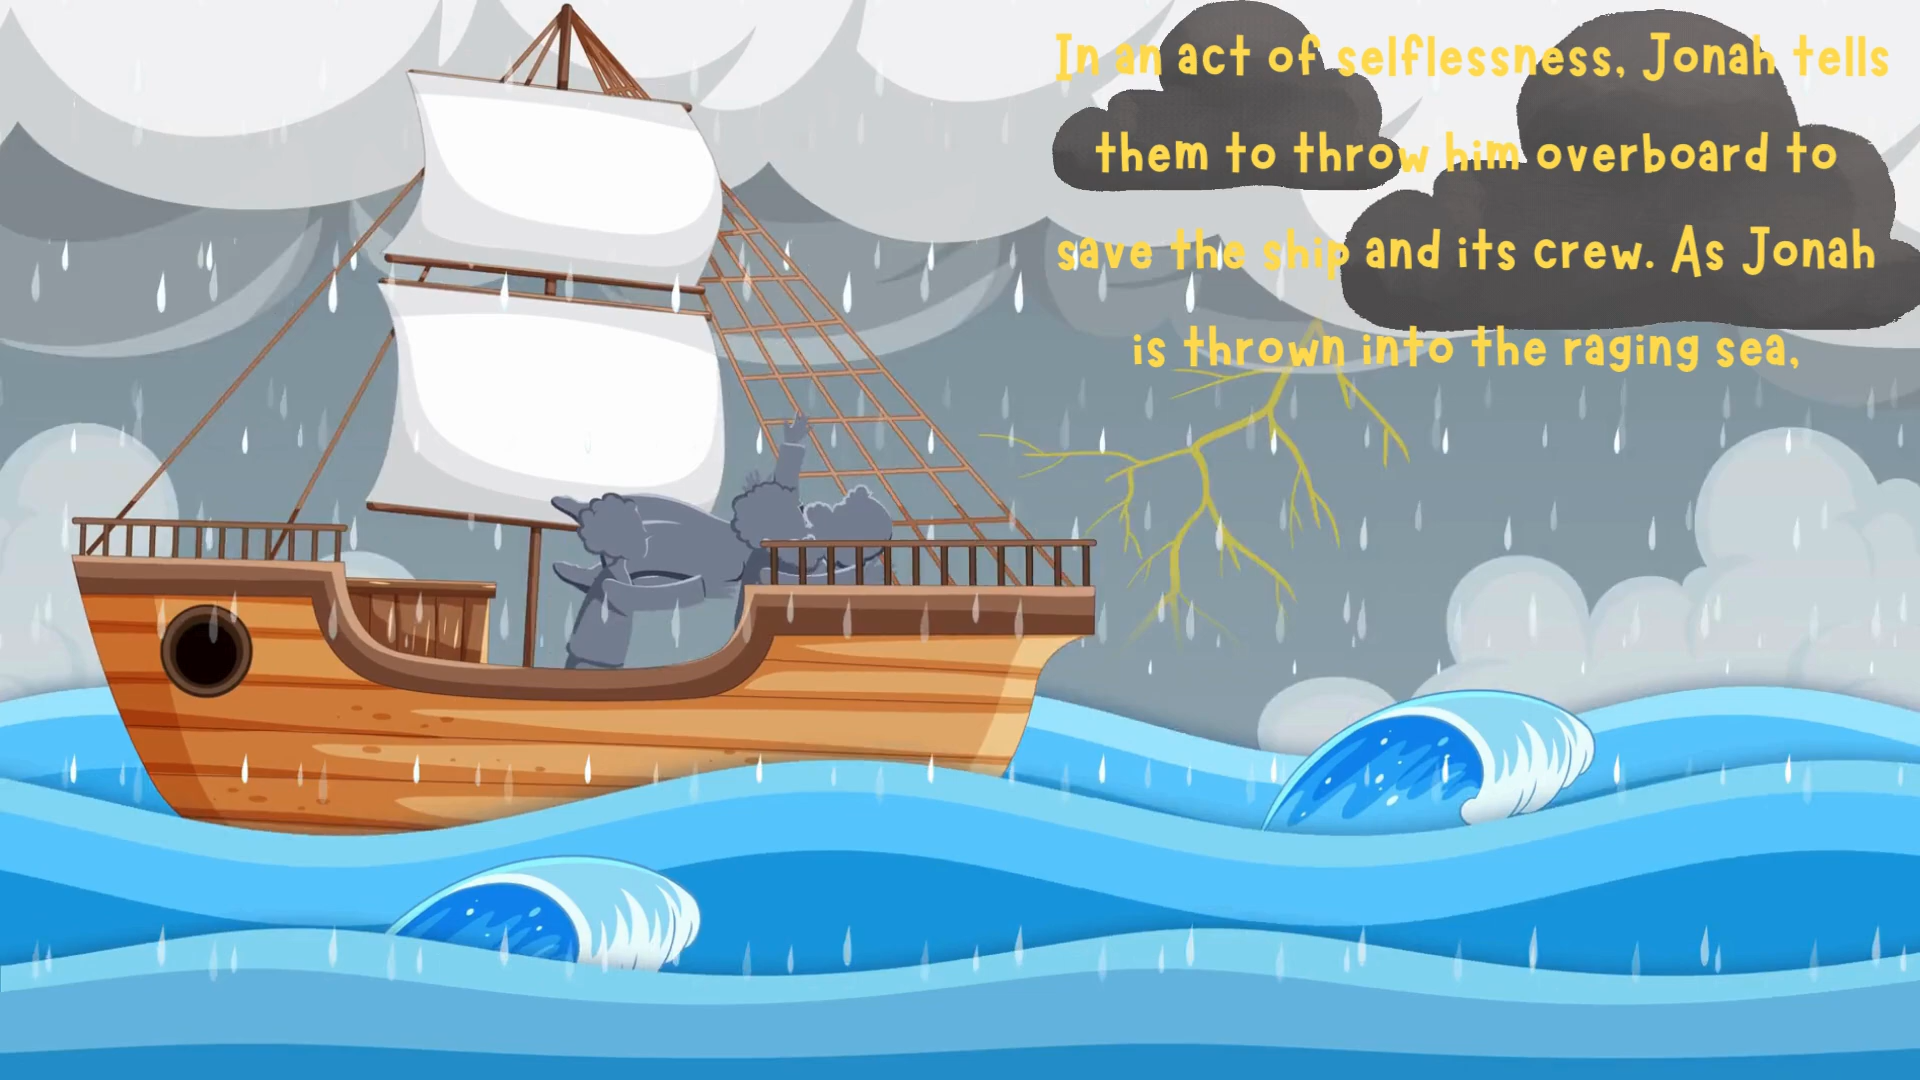 In an act of selflessness, Jonah tells
them to throw him overboard to
save the ship and its crew. As Jonah
is thrown into the raging sea,